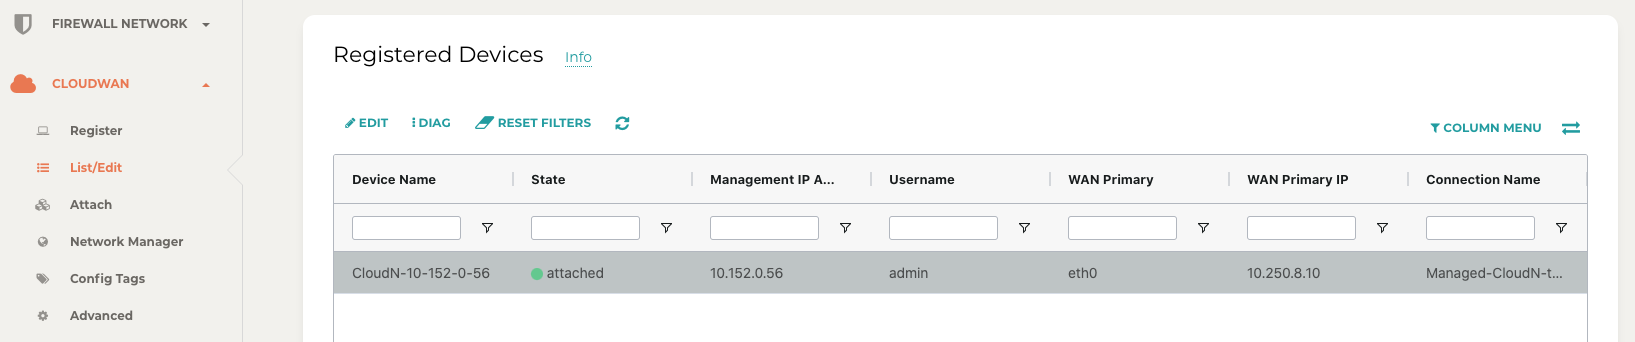 FIREWALL NETWORK
CLOUDWAN
Register
List/Edit
Attach
Network Manager
Config Tags
Advanced
Registered Devices Info
EDIT DIAG RESET FILTERS
COLUMN MENU
Device Name State Management IP A... Username WAN Primary WAN Primary IP Connection Name
CloudN-10-152-0-56 attached 10.152.0.56 admin eth0 10.250.8.10 Managed-CloudN-t...